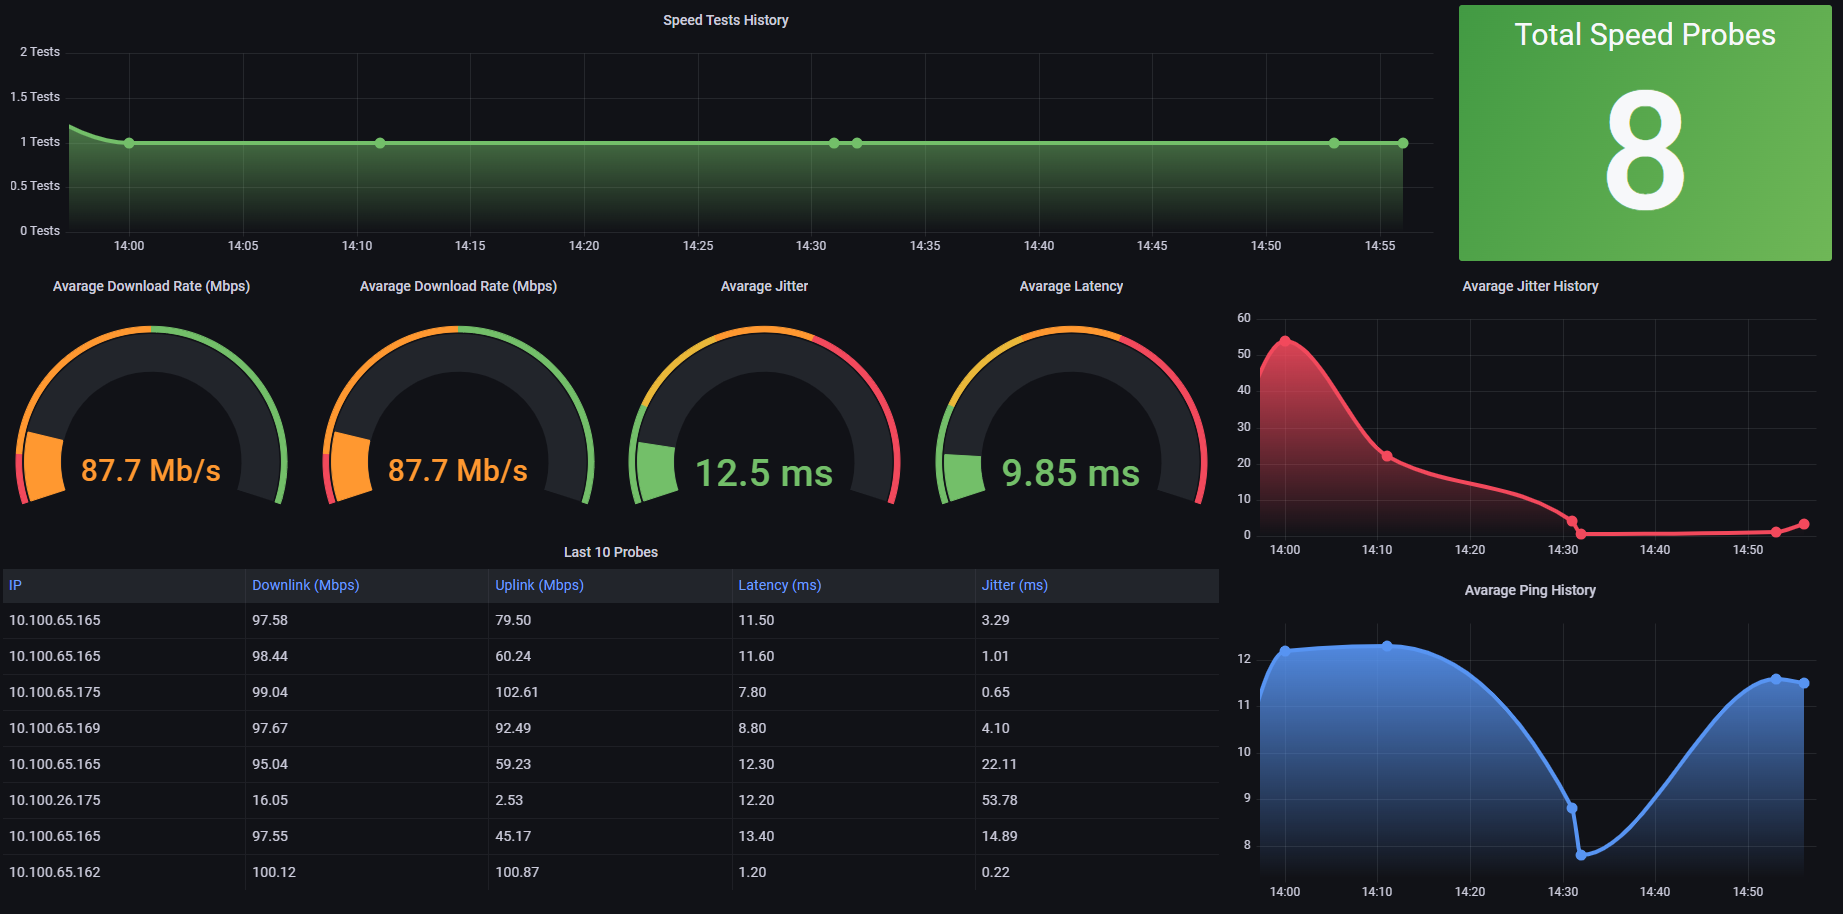 Speed Tests History
2 Tests
1.5 Tests
1 Tests
0.5 Tests
0 Tests
14:00 14:05 14:10 14:15 14:20 14:25 14:30 14:35 14:40 14:45 14:50 14:55
Total Speed Probes
8
Avarage Download Rate (Mbps)
87.7 Mb/s
Avarage Download Rate (Mbps)
87.7 Mb/s
Avarage Jitter
12.5 ms
Avarage Latency
9.85 ms
Avarage Jitter History
60
50
40
30
20
10
0
14:00 14:10 14:20 14:30 14:40 14:50
Last 10 Probes
IP Downlink (Mbps) Uplink (Mbps) Latency (ms) Jitter (ms)
10.100.65.165 97.58 79.50 11.50 3.29
10.100.65.165 98.44 60.24 11.60 1.01
10.100.65.175 99.04 102.61 7.80 0.65
10.100.65.169 97.67 92.49 8.80 4.10
10.100.65.165 95.04 59.23 12.30 22.11
10.100.26.175 16.05 2.53 12.20 53.78
10.100.65.165 97.55 45.17 13.40 14.89
10.100.65.162 100.12 100.87 1.20 0.22
Avarage Ping History
12
11
10
9
8
14:00 14:10 14:20 14:30 14:40 14:50